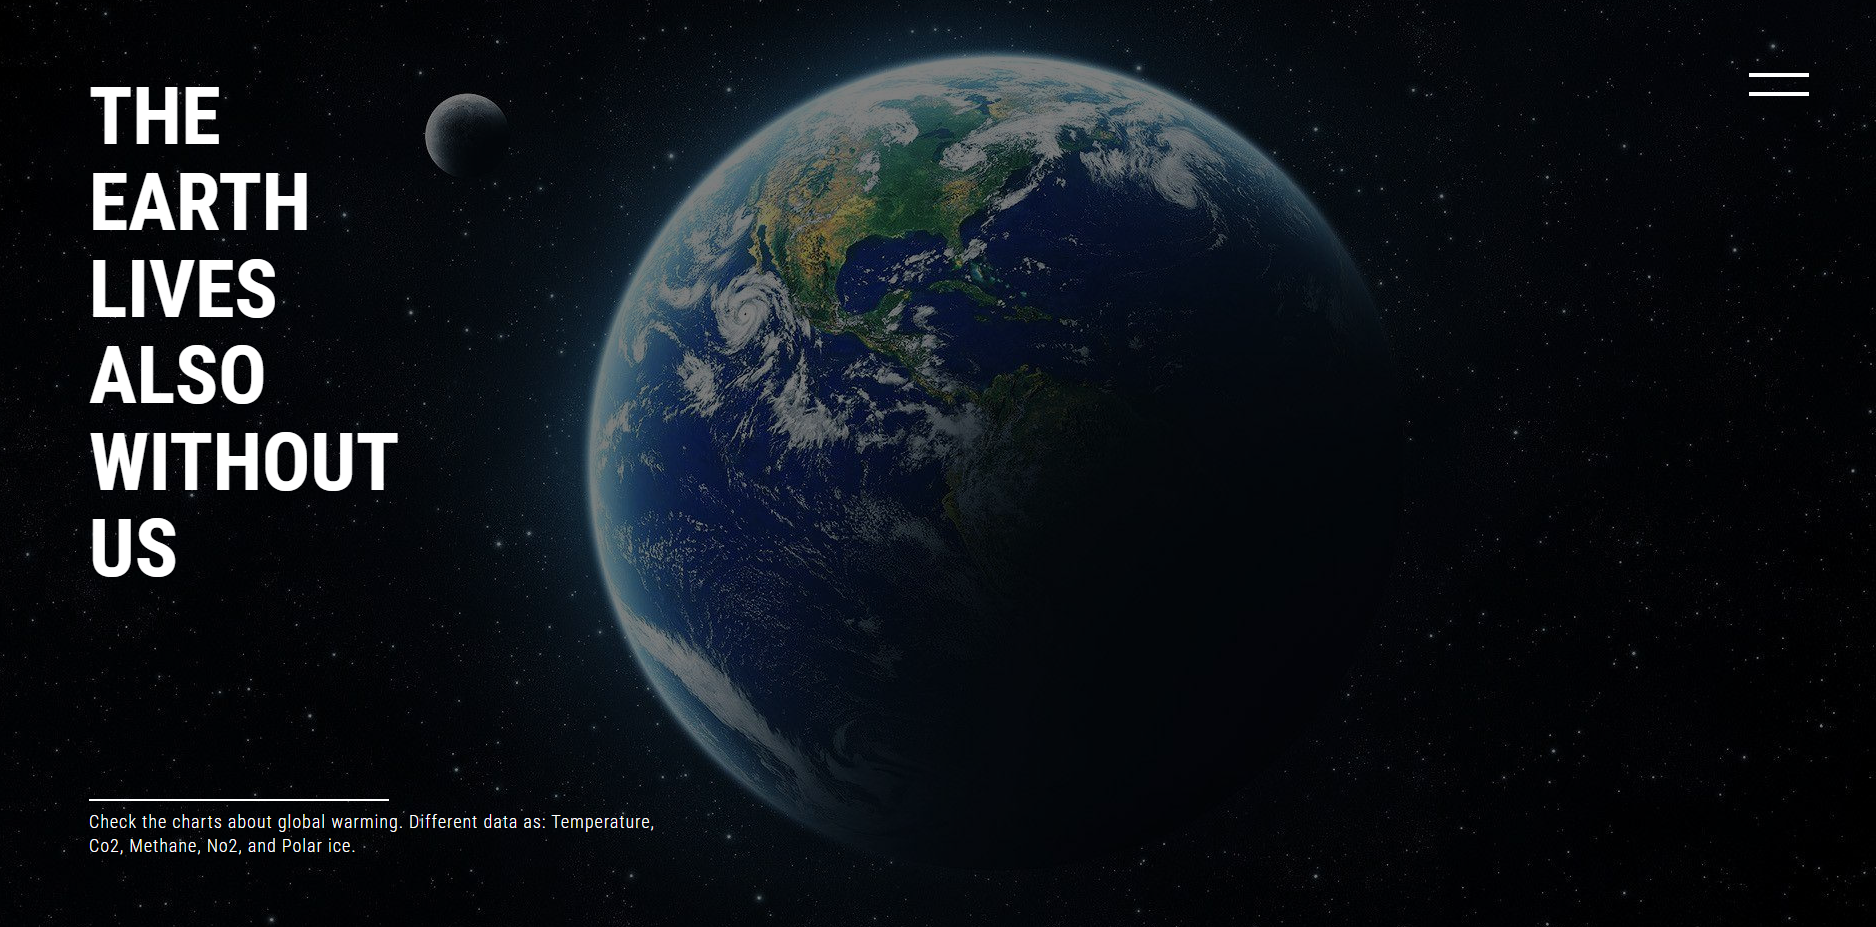 THE
EARTH
LIVES
ALSO
WITHOUT
US
Check the charts about global warming. Different data as: Temperature,
Co2, Methane, No2, and Polar ice.